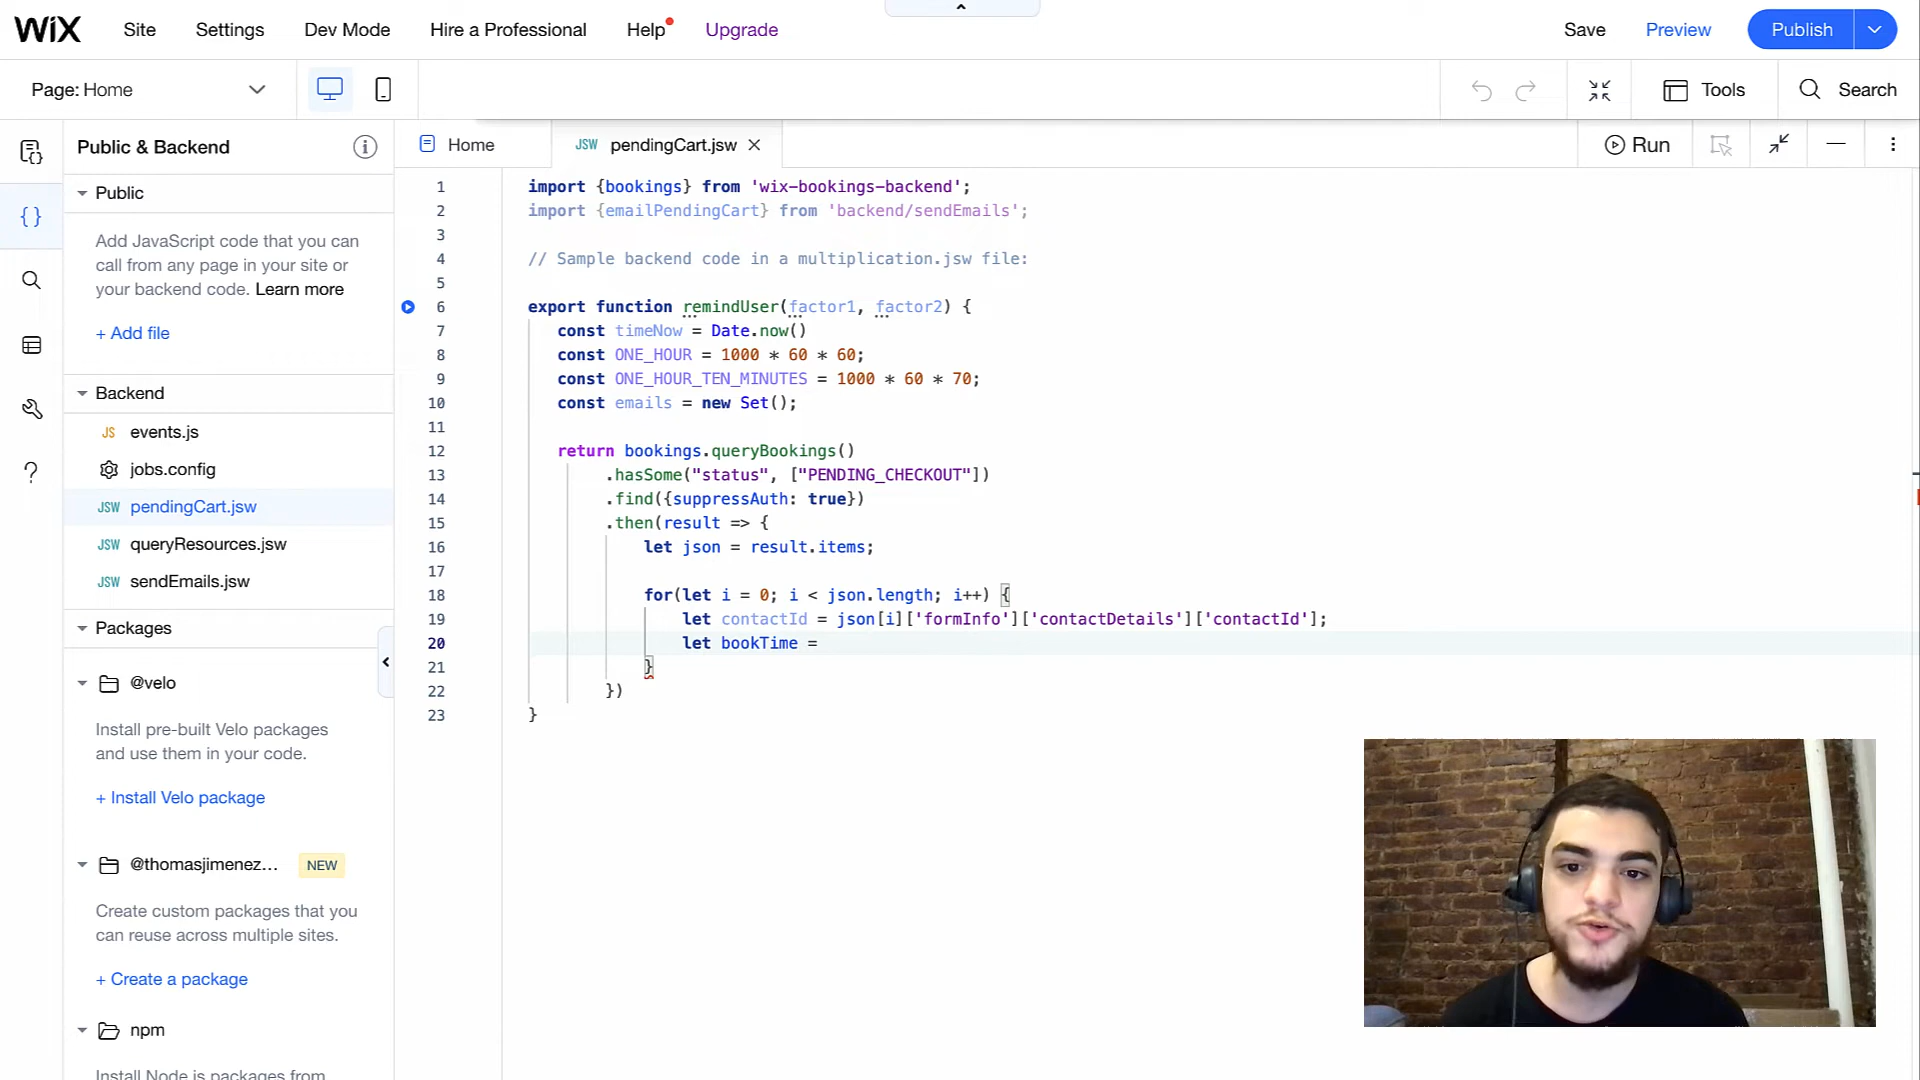 WiX Site Settings Dev Mode Hire a Professional Help Upgrade Save Preview Publish
Page: Home Tools Search
Public & Backend
Home JSW pendingCart.jsw Run
Public
Add JavaScript code that you can
call from any page in your site or
your backend code. Learn more
+ Add file
Backend
JS events.js
jobs.config
JSW pendingCart.jsw
JSW queryResources.jsw
JSW sendEmails.jsw
Packages
@velo
Install pre-built Velo packages
and use them in your code.
+ Install Velo package
@thomasjimenez... NEW
Create custom packages that you
can reuse across multiple sites.
+ Create a package
npm
Install Node.js packages from
1 import {bookings} from 'wix-bookings-backend';
2 import {emailPendingCart} from 'backend/sendEmails';
3
4 // Sample backend code in a multiplication.jsw file:
5
6 export function remindUser(factor1, factor2) {
7 const timeNow = Date.now()
8 const ONE_HOUR = 1000 * 60 * 60;
9 const ONE_HOUR_TEN_MINUTES = 1000 * 60 * 70;
10 const emails = new Set();
11
12 return bookings.queryBookings()
13 .hasSome("status", ["PENDING_CHECKOUT"])
14 .find({suppressAuth: true})
15 .then(result => {
16 let json = result.items;
17
18 for(let i = 0; i < json.length; i++) {
19 let contactId = json[i]['formInfo']['contactDetails']['contactId'];
20 let bookTime =
21 }
22 })
23 }